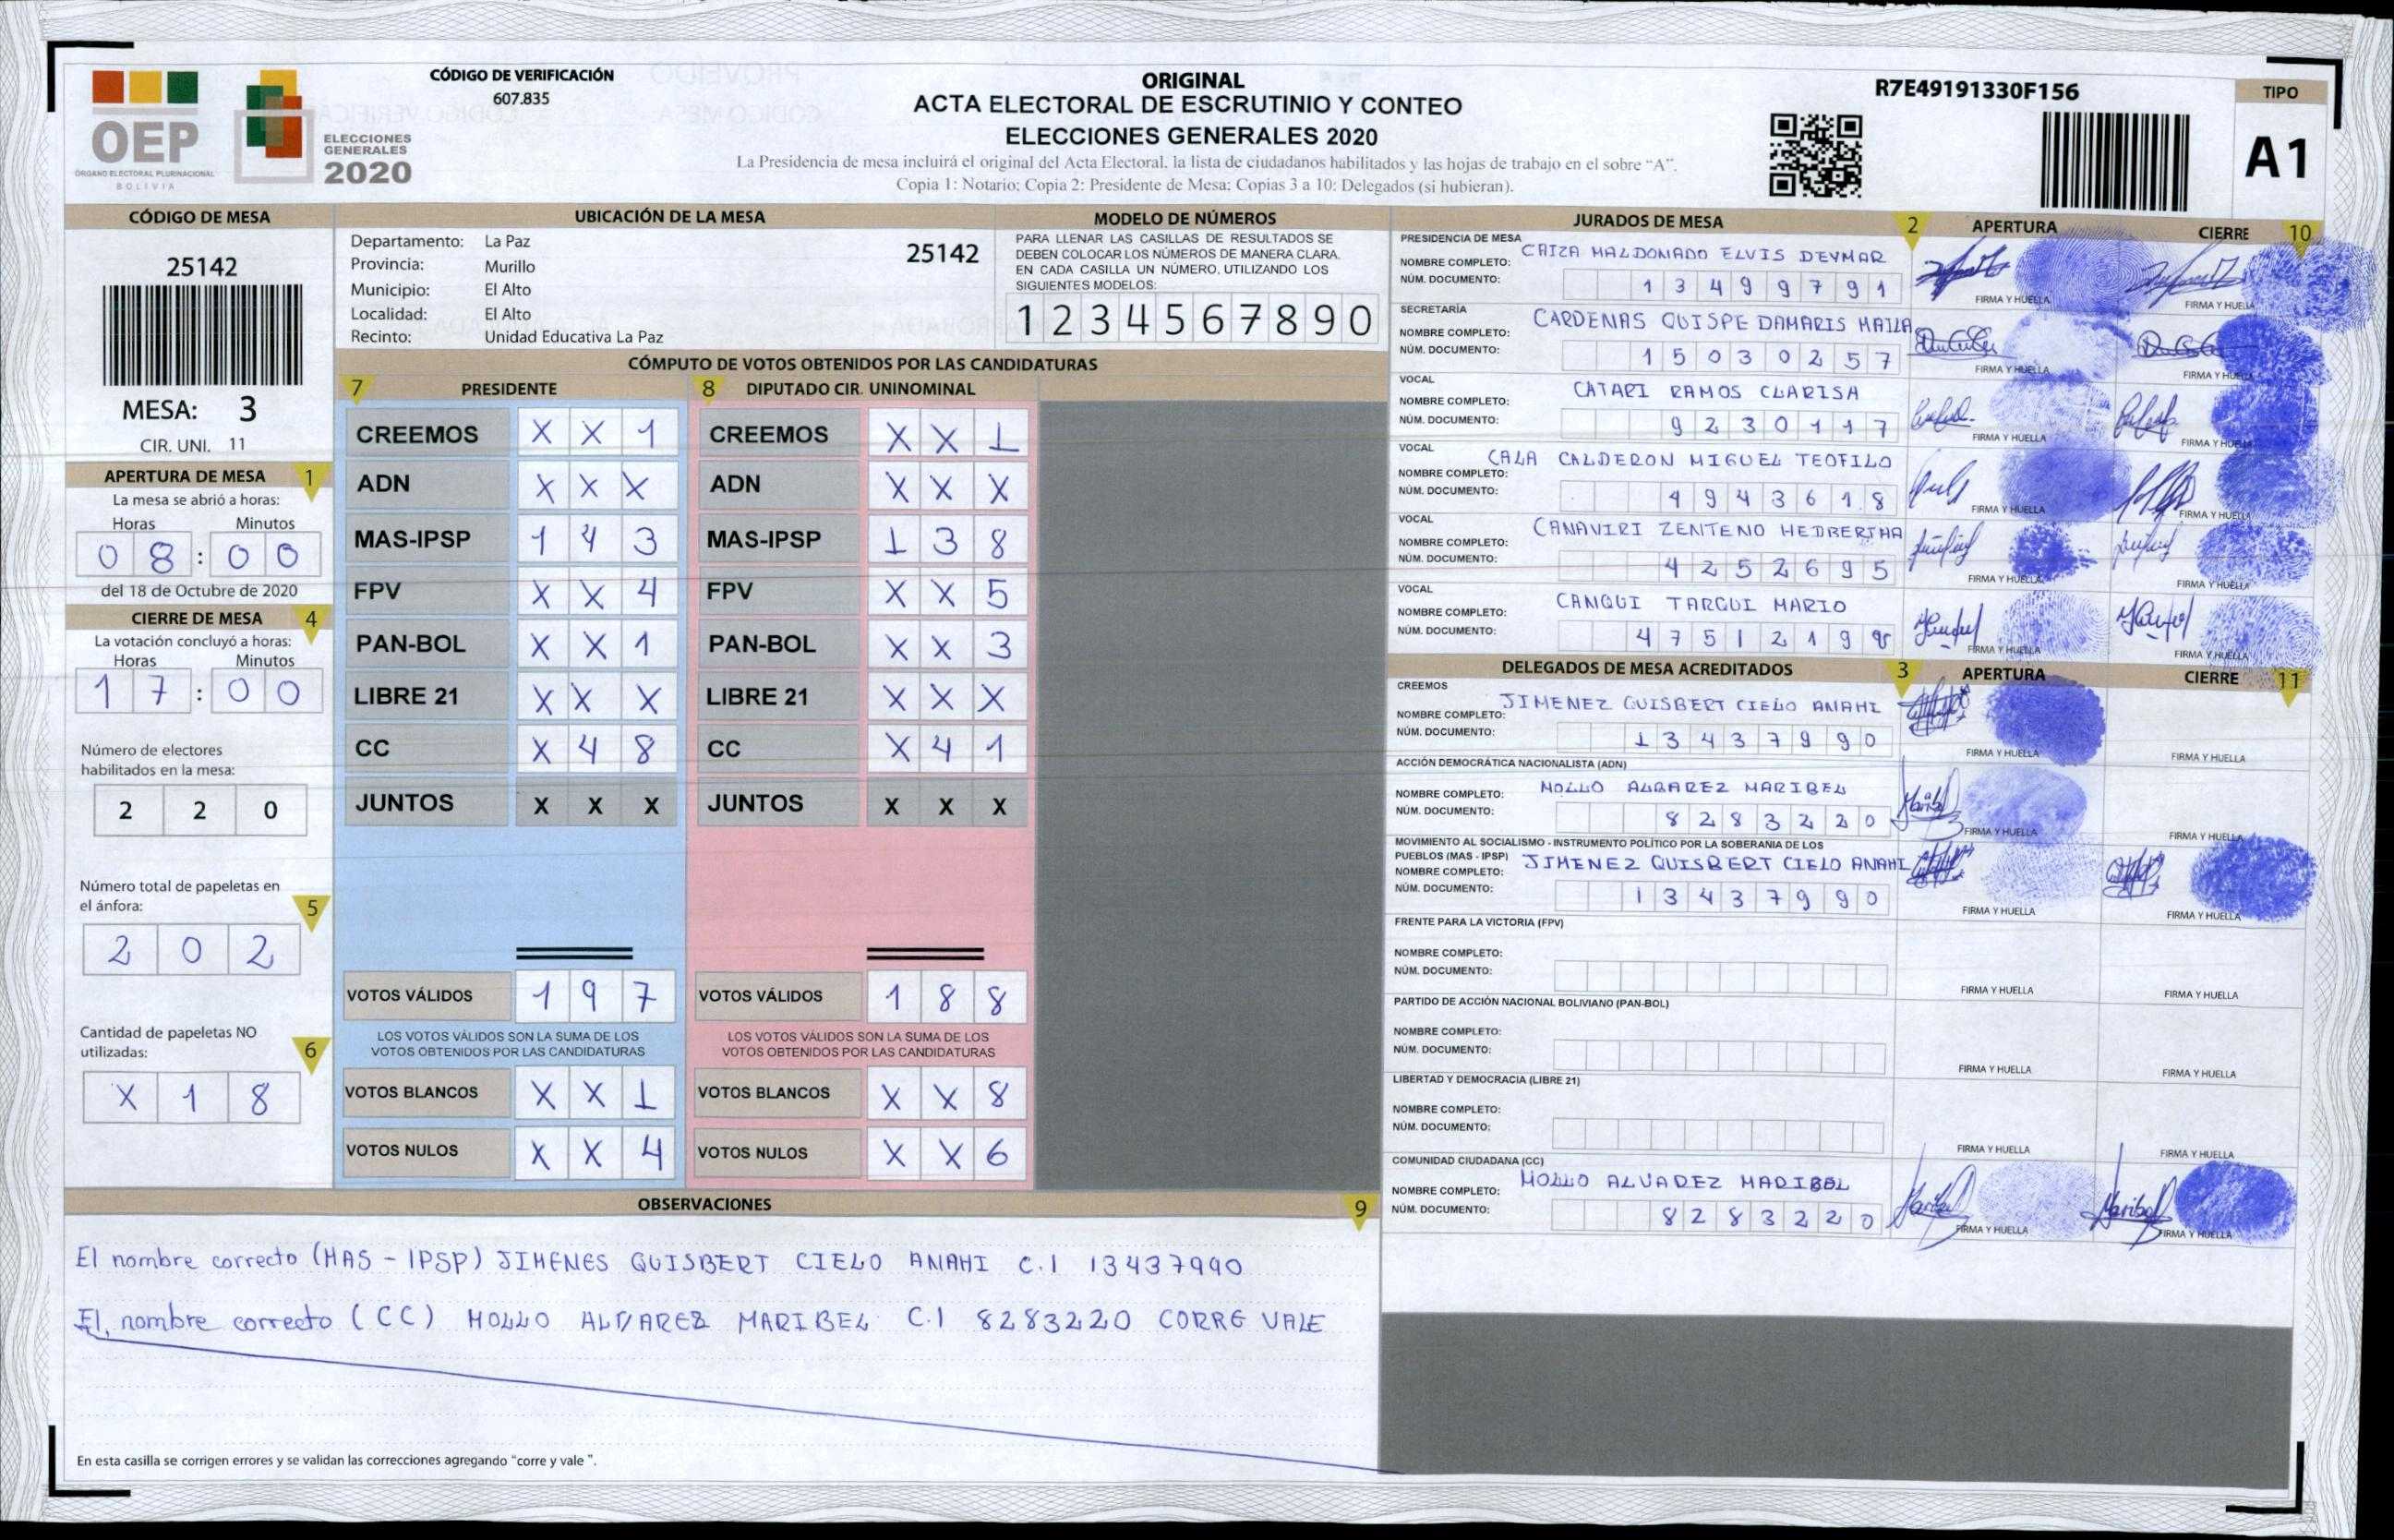 CÓDIGO DE VERIFICACIÓN
607.835
OEP
ÓRGANO ELECTORAL PLURINACIONAL
BOLIVIA
ELECCIONES
GENERALES
2020
ORIGINAL
ACTA ELECTORAL DE ESCRUTINIO Y CONTEO
ELECCIONES GENERALES 2020
La Presidencia de mesa incluirá el original del Acta Electoral, la lista de ciudadanos habilitados y las hojas de trabajo en el sobre “A”.
Copia 1: Notario; Copia 2: Presidente de Mesa; Copias 3 a 10: Delegados (si hubieran).
R7E49191330F156
TIPO
A1
CÓDIGO DE MESA
25142
MESA: 3
CIR. UNI. 11
APERTURA DE MESA 1
La mesa se abrió a horas:
Horas Minutos
0 8 : 0 0
del 18 de Octubre de 2020
CIERRE DE MESA 4
La votación concluyó a horas:
Horas Minutos
1 7 : 0 0
Número de electores
habilitados en la mesa:
2 2 0
Número total de papeletas en
el ánfora: 5
2 0 2
Cantidad de papeletas NO
utilizadas: 6
X 1 8
UBICACIÓN DE LA MESA
Departamento: La Paz 25142
Provincia: Murillo
Municipio: El Alto
Localidad: El Alto
Recinto: Unidad Educativa La Paz
MODELO DE NÚMEROS
PARA LLENAR LAS CASILLAS DE RESULTADOS SE
DEBEN COLOCAR LOS NÚMEROS DE MANERA CLARA.
EN CADA CASILLA UN NÚMERO, UTILIZANDO LOS
SIGUIENTES MODELOS:
1 2 3 4 5 6 7 8 9 0
CÓMPUTO DE VOTOS OBTENIDOS POR LAS CANDIDATURAS
7 PRESIDENTE
CREEMOS X X 1
ADN X X X
MAS-IPSP 1 4 3
FPV X X 4
PAN-BOL X X 1
LIBRE 21 X X X
CC X 4 8
JUNTOS X X X
VOTOS VÁLIDOS 1 9 7
LOS VOTOS VÁLIDOS SON LA SUMA DE LOS
VOTOS OBTENIDOS POR LAS CANDIDATURAS
VOTOS BLANCOS X X 1
VOTOS NULOS X X 4
8 DIPUTADO CIR. UNINOMINAL
CREEMOS X X 1
ADN X X X
MAS-IPSP 1 3 8
FPV X X 5
PAN-BOL X X 3
LIBRE 21 X X X
CC X 4 1
JUNTOS X X X
VOTOS VÁLIDOS 1 8 8
LOS VOTOS VÁLIDOS SON LA SUMA DE LOS
VOTOS OBTENIDOS POR LAS CANDIDATURAS
VOTOS BLANCOS X X 8
VOTOS NULOS X X 6
OBSERVACIONES 9
El nombre correcto (MAS - IPSP) JIMENES QUISBERT CIELO ANAHI C.I 13437990
El nombre correcto (CC) MOLLO ALVAREZ MARIBEL C.I 8283220 CORRE VALE
En esta casilla se corrigen errores y se validan las correcciones agregando “corre y vale ”.
JURADOS DE MESA 2 APERTURA CIERRE 10
PRESIDENCIA DE MESA
NOMBRE COMPLETO: CAIZA MALDONADO ELVIS DEYMAR
NÚM. DOCUMENTO: 1 3 4 9 9 7 9 1
FIRMA Y HUELLA FIRMA Y HUELLA
SECRETARÍA
NOMBRE COMPLETO: CARDENAS QUISPE DAMARIS MAILA
NÚM. DOCUMENTO: 1 5 0 3 0 2 5 7
FIRMA Y HUELLA FIRMA Y HUELLA
VOCAL
NOMBRE COMPLETO: CATARI RAMOS CLARISA
NÚM. DOCUMENTO: 9 2 3 0 1 1 7
FIRMA Y HUELLA FIRMA Y HUELLA
VOCAL
NOMBRE COMPLETO: CALA CALDERON MIGUEL TEOFILO
NÚM. DOCUMENTO: 4 9 4 3 6 1 8
FIRMA Y HUELLA FIRMA Y HUELLA
VOCAL
NOMBRE COMPLETO: CANAVIRI ZENTENO HEDBERTHA
NÚM. DOCUMENTO: 4 2 5 2 6 9 5
FIRMA Y HUELLA FIRMA Y HUELLA
VOCAL
NOMBRE COMPLETO: CANQUI TARQUI MARIO
NÚM. DOCUMENTO: 4 7 5 1 2 1 9
FIRMA Y HUELLA FIRMA Y HUELLA
DELEGADOS DE MESA ACREDITADOS 3 APERTURA CIERRE 11
CREEMOS
NOMBRE COMPLETO: JIMENEZ QUISBERT CIELO ANAHI
NÚM. DOCUMENTO: 1 3 4 3 7 9 9 0
FIRMA Y HUELLA FIRMA Y HUELLA
ACCIÓN DEMOCRÁTICA NACIONALISTA (ADN)
NOMBRE COMPLETO: MOLLO ALBAREZ MARIBEL
NÚM. DOCUMENTO: 8 2 8 3 2 2 0
FIRMA Y HUELLA FIRMA Y HUELLA
MOVIMIENTO AL SOCIALISMO - INSTRUMENTO POLÍTICO POR LA SOBERANIA DE LOS
PUEBLOS (MAS - IPSP)
NOMBRE COMPLETO: JIMENEZ QUISBERT CIELO ANAHI
NÚM. DOCUMENTO: 1 3 4 3 7 9 9 0
FIRMA Y HUELLA FIRMA Y HUELLA
FRENTE PARA LA VICTORIA (FPV)
NOMBRE COMPLETO:
NÚM. DOCUMENTO:
FIRMA Y HUELLA FIRMA Y HUELLA
PARTIDO DE ACCIÓN NACIONAL BOLIVIANO (PAN-BOL)
NOMBRE COMPLETO:
NÚM. DOCUMENTO:
FIRMA Y HUELLA FIRMA Y HUELLA
LIBERTAD Y DEMOCRACIA (LIBRE 21)
NOMBRE COMPLETO:
NÚM. DOCUMENTO:
FIRMA Y HUELLA FIRMA Y HUELLA
COMUNIDAD CIUDADANA (CC)
NOMBRE COMPLETO: MOLLO ALVAREZ MARIBEL
NÚM. DOCUMENTO: 8 2 8 3 2 2 0
FIRMA Y HUELLA FIRMA Y HUELLA